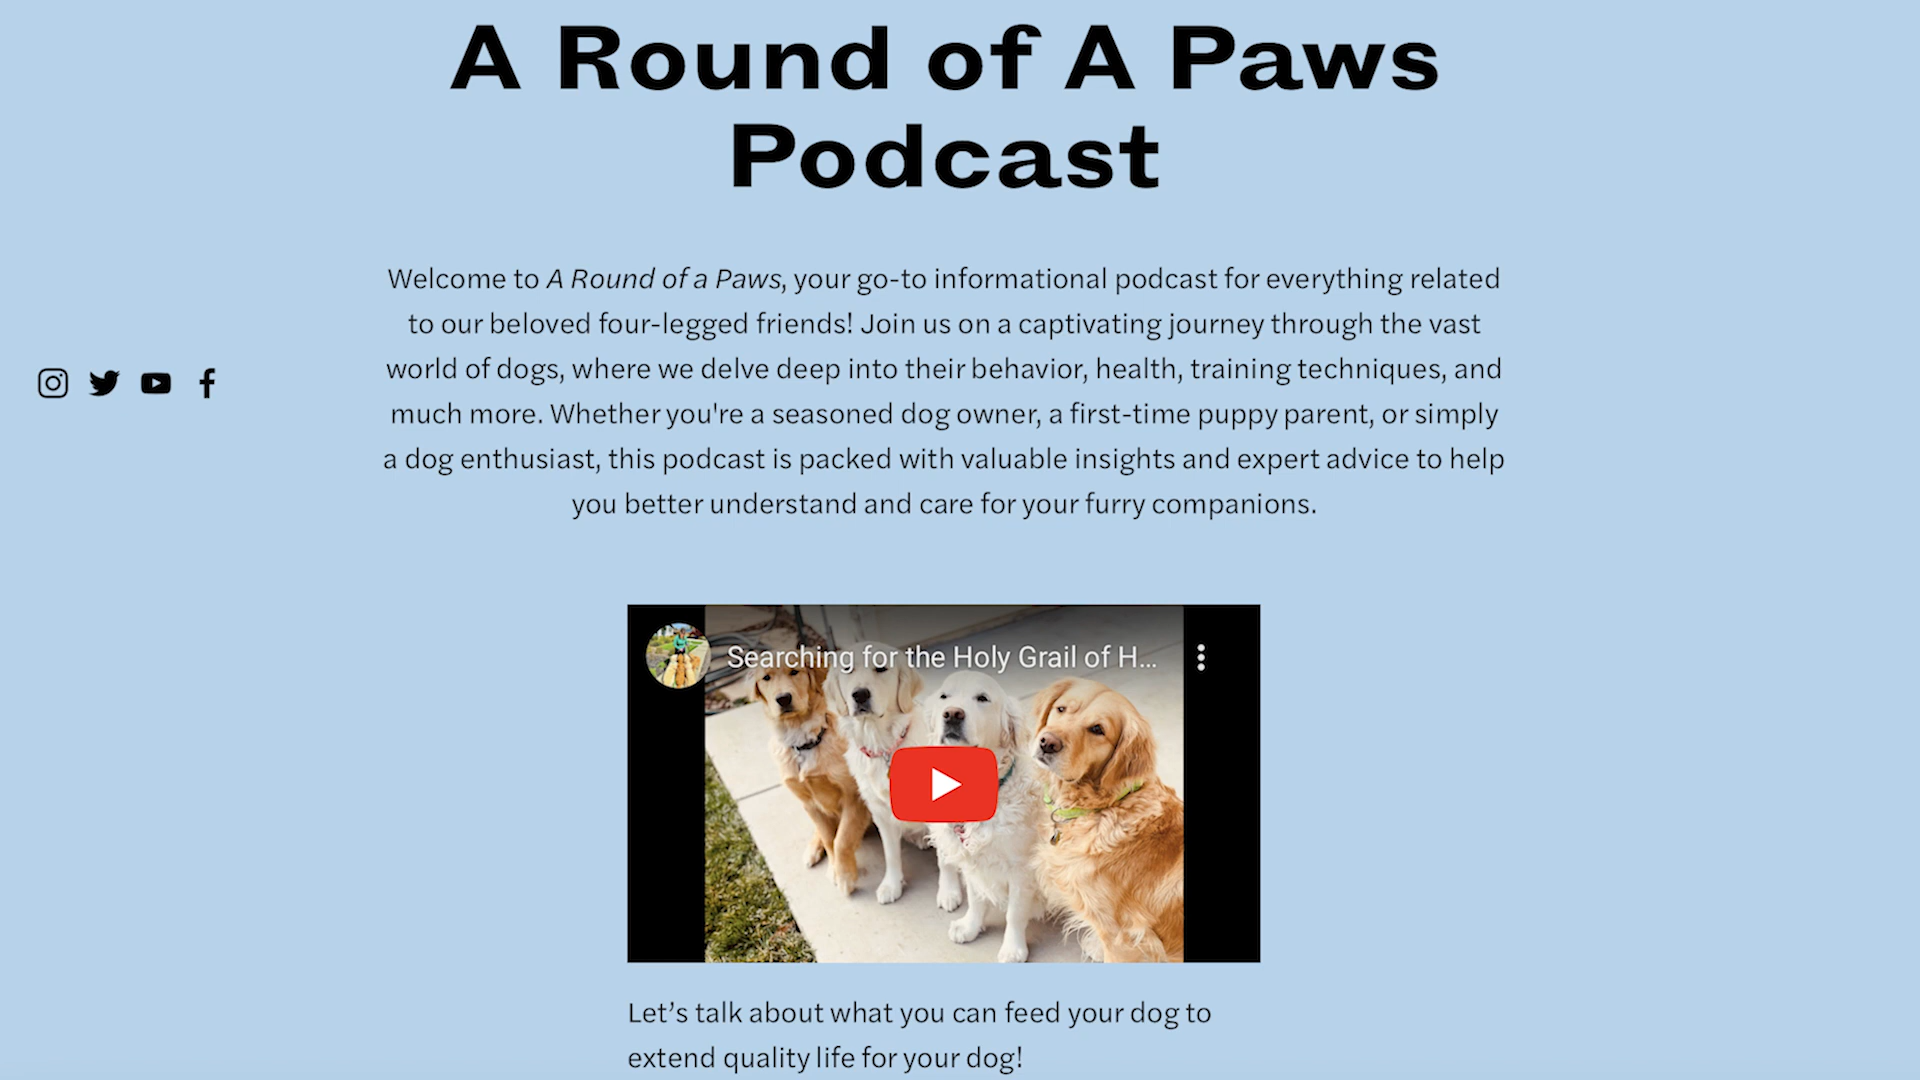 A Round of A Paws
Podcast
Welcome to A Round of a Paws, your go-to informational podcast for everything related
to our beloved four-legged friends! Join us on a captivating journey through the vast
world of dogs, where we delve deep into their behavior, health, training techniques, and
much more. Whether you're a seasoned dog owner, a first-time puppy parent, or simply
a dog enthusiast, this podcast is packed with valuable insights and expert advice to help
you better understand and care for your furry companions.
Searching for the Holy Grail of H...
Let’s talk about what you can feed your dog to
extend quality life for your dog!